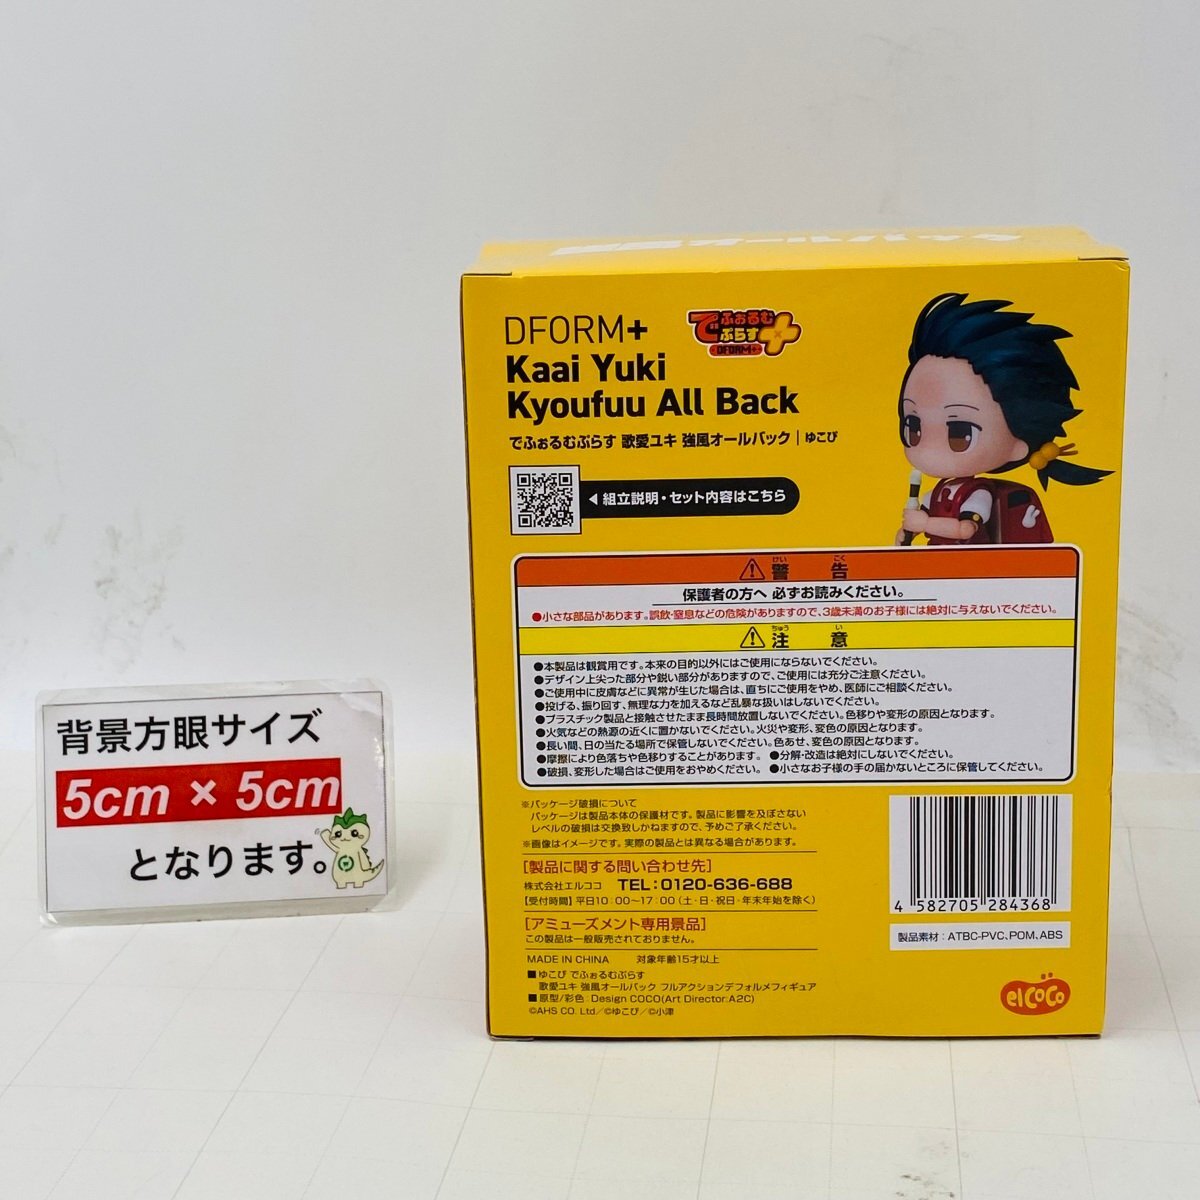 強風オールバック
DFORM+
でふぉるむ
ぷらす
DFORM+
Kaai Yuki
Kyoufuu All Back
でふぉるむぷらす 歌愛ユキ 強風オールバック|ゆこぴ
◀組立説明・セット内容はこちら
けい こく
⚠警 告
保護者の方へ 必ずお読みください。
●小さな部品があります。誤飲・窒息などの危険がありますので、3歳未満のお子様には絶対に与えないでください。
ちゅう い
⚠注 意
●本製品は観賞用です。本来の目的以外にはご使用にならないでください。
●デザイン上尖った部分や鋭い部分がありますので、ご使用には充分ご注意ください。
●ご使用中に皮膚などに異常が生じた場合は、直ちにご使用をやめ、医師にご相談ください。
●投げる、振り回す、無理な力を加えるなど乱暴な扱いはしないでください。
●プラスチック製品と接触させたまま長時間放置しないでください。色移りや変形の原因となります。
●火気などの熱源の近くに置かないでください。火災や変形、変色の原因となります。
●長い間、日の当たる場所で保管しないでください。色あせ、変色の原因となります。
●摩擦により色落ちや色移りすることがあります。 ●分解・改造は絶対にしないでください。
●破損、変形した場合はご使用をおやめください。 ●小さなお子様の手の届かないところに保管してください。
※パッケージ破損について
パッケージは製品本体の保護材です。製品に影響を及ぼさない
レベルの破損は交換致しかねますので、予めご了承ください。
※画像はイメージです。実際の製品とは異なる場合があります。
[製品に関する問い合わせ先]
株式会社エルココ TEL:0120-636-688
【受付時間】平日10:00〜17:00(土・日・祝日・年末年始を除く)
[アミューズメント専用景品]
この製品は一般販売されておりません。
MADE IN CHINA 対象年齢15才以上
■ゆこぴ でふぉるむぷらす
歌愛ユキ 強風オールバック フルアクションデフォルメフィギュア
■原型/彩色:Design COCO(Art Director:A2C)
©AHS CO. Ltd/©ゆこぴ/©小津
4 582705 284368
製品素材:ATBC-PVC、POM、ABS
elcoco
背景方眼サイズ
5cm × 5cm
となります。